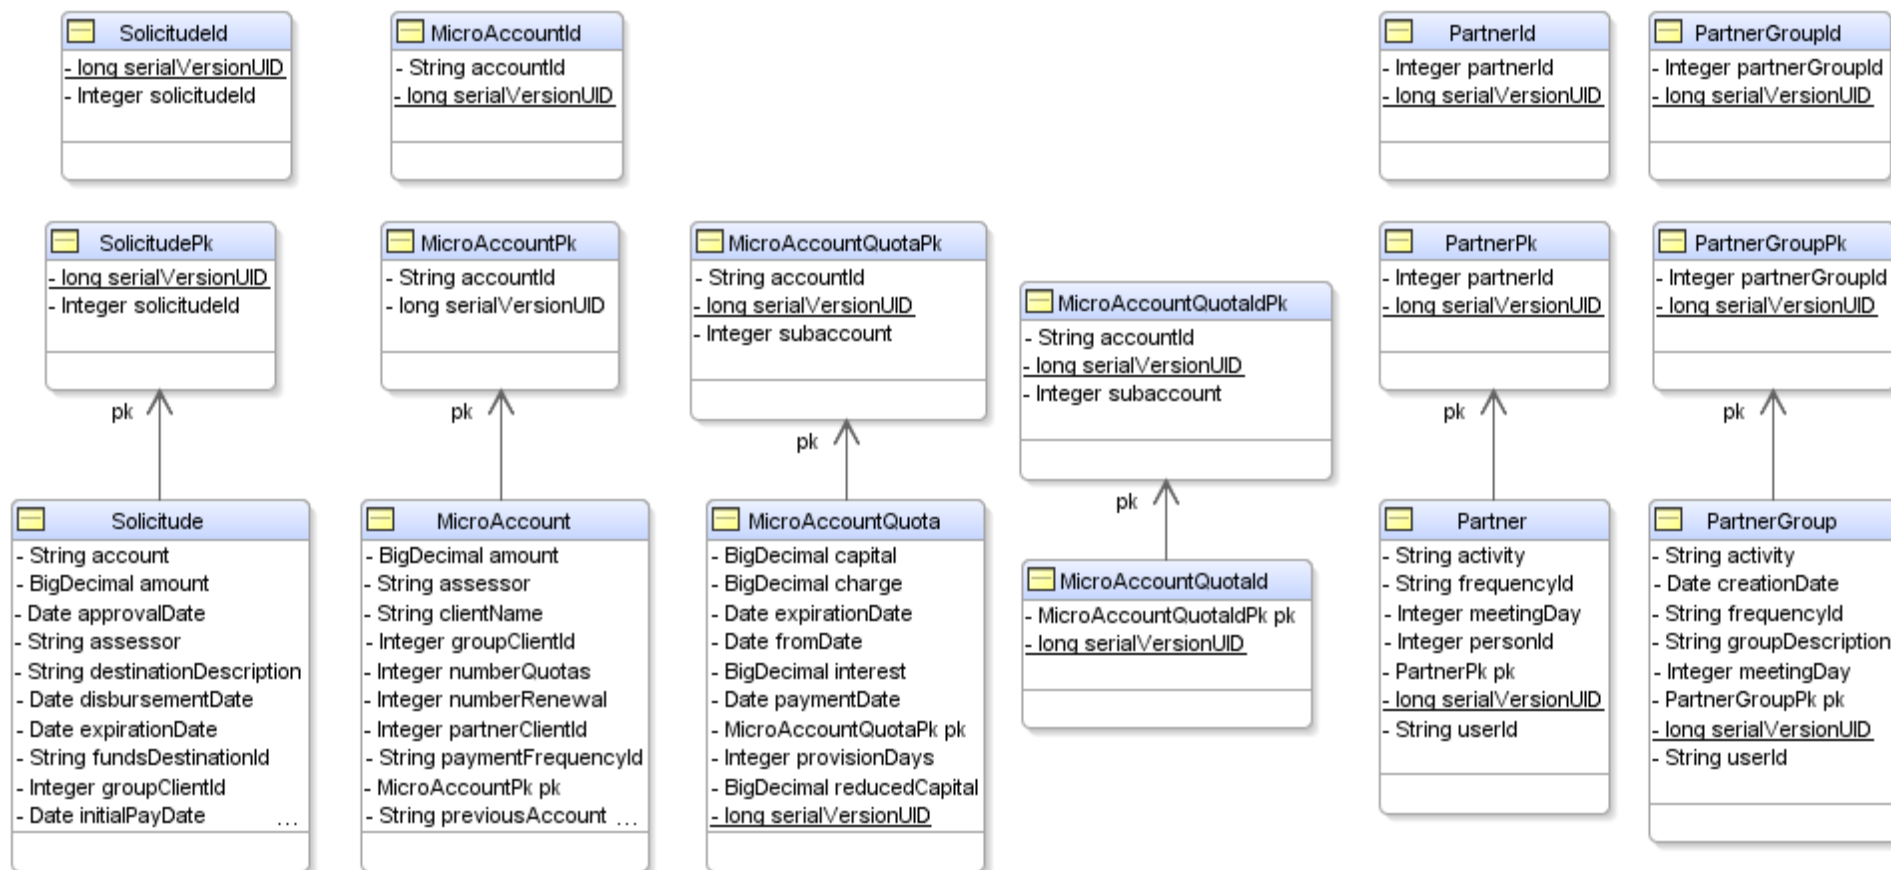 SolicitudeId
- long serialVersionUID
- Integer solicitudeId
MicroAccountId
- String accountId
- long serialVersionUID
PartnerId
- Integer partnerId
- long serialVersionUID
PartnerGroupId
- Integer partnerGroupId
- long serialVersionUID
SolicitudePk
- long serialVersionUID
- Integer solicitudeId
MicroAccountPk
- String accountId
- long serialVersionUID
MicroAccountQuotaPk
- String accountId
- long serialVersionUID
- Integer subaccount
MicroAccountQuotaIdPk
- String accountId
- long serialVersionUID
- Integer subaccount
PartnerPk
- Integer partnerId
- long serialVersionUID
PartnerGroupPk
- Integer partnerGroupId
- long serialVersionUID
pk
pk
pk
pk
pk
pk
Solicitude
- String account
- BigDecimal amount
- Date approvalDate
- String assessor
- String destinationDescription
- Date disbursementDate
- Date expirationDate
- String fundsDestinationId
- Integer groupClientId
- Date initialPayDate ...
MicroAccount
- BigDecimal amount
- String assessor
- String clientName
- Integer groupClientId
- Integer numberQuotas
- Integer numberRenewal
- Integer partnerClientId
- String paymentFrequencyId
- MicroAccountPk pk
- String previousAccount ...
MicroAccountQuota
- BigDecimal capital
- BigDecimal charge
- Date expirationDate
- Date fromDate
- BigDecimal interest
- Date paymentDate
- MicroAccountQuotaPk pk
- Integer provisionDays
- BigDecimal reducedCapital
- long serialVersionUID
MicroAccountQuotaId
- MicroAccountQuotaIdPk pk
- long serialVersionUID
Partner
- String activity
- String frequencyId
- Integer meetingDay
- Integer personId
- PartnerPk pk
- long serialVersionUID
- String userId
PartnerGroup
- String activity
- Date creationDate
- String frequencyId
- String groupDescription
- Integer meetingDay
- PartnerGroupPk pk
- long serialVersionUID
- String userId